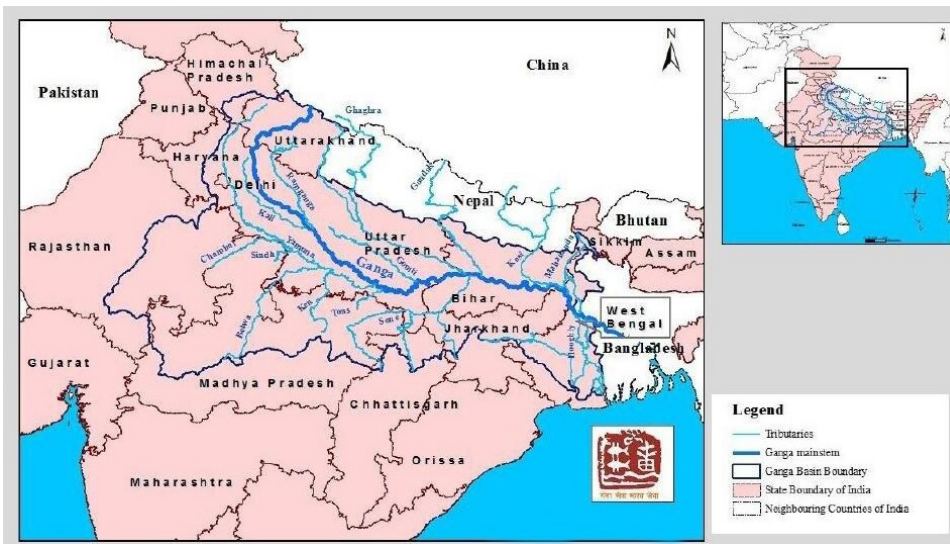 N
China
Pakistan
Himachal
Pradesh
Punjab
Ghaghra
Uttarakhand
Haryana
Delhi
Ramganga
Gandak
Nepal
Bhutan
Kali
Rajasthan
Uttar
Pradesh
Sikkim
Assam
Chambal
Yamuna
Sindh
Ganga
Gomti
Kosi
Mahananda
Bihar
West
Bengal
Betwa
Ken
Tons
Sone
Jharkhand
Hooghly
Bangladesh
Gujarat
Madhya Pradesh
Chhattisgarh
Orissa
Maharashtra
Legend
Tributaries
Ganga mainstem
Ganga Basin Boundary
State Boundary of India
Neighbouring Countries of India